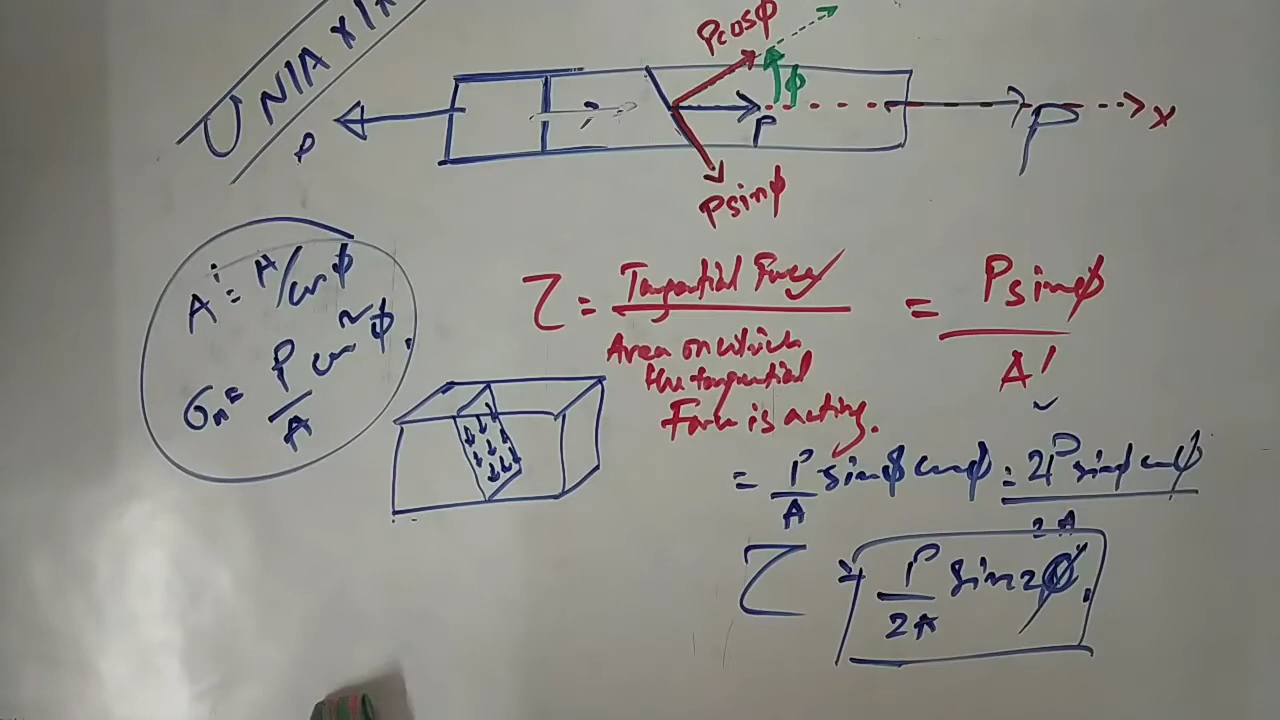 UNIAXIA
Pcosφ
φ
P
P
P
x
Psinφ
A' = A/cosφ
σn = P/A cos²φ.
τ = Tangential Force / Area on which the tangential Force is acting. = Psinφ / A'
= P/A sinφ cosφ = 2P sinφ cosφ / 2A
τ = P/2A sin2φ.